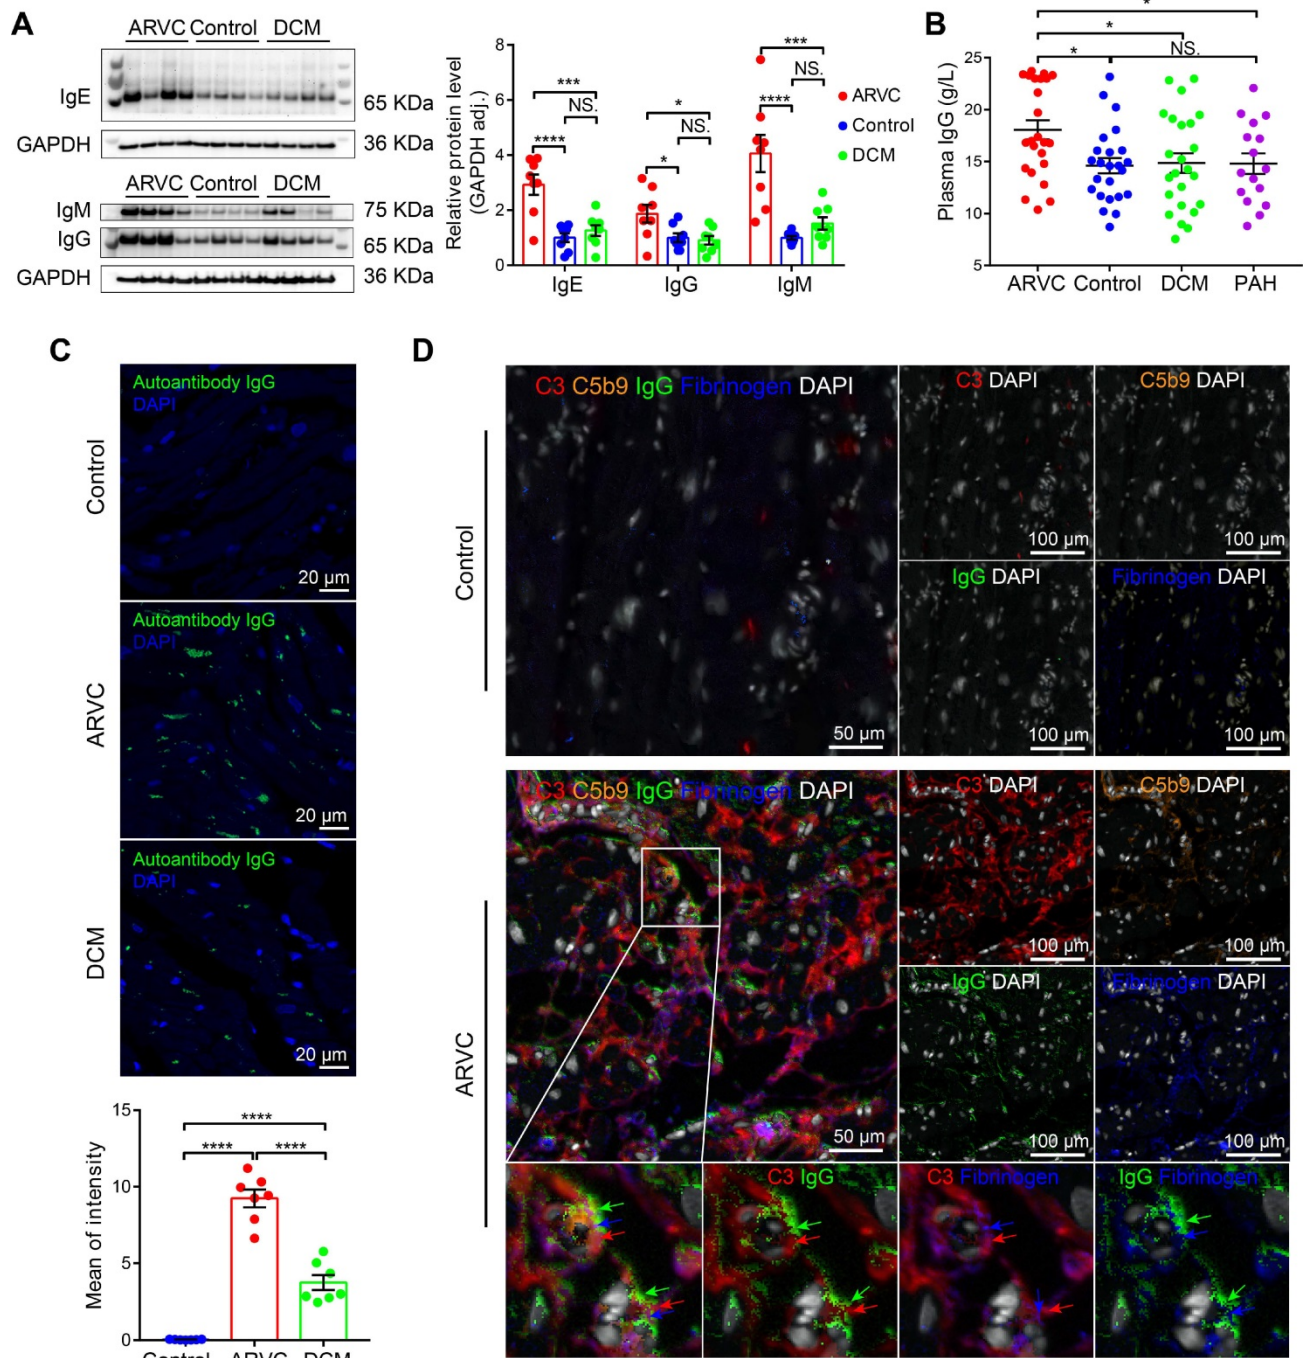 A
ARVC Control DCM
IgE
65 KDa
GAPDH
36 KDa
ARVC Control DCM
IgM
75 KDa
IgG
65 KDa
GAPDH
36 KDa
Relative protein level
(GAPDH adj.)
8
6
4
2
0
****
NS.
***
*
NS.
*
****
NS.
***
IgE
IgG
IgM
ARVC
Control
DCM
B
Plasma IgG (g/L)
25
20
15
10
5
*
*
*
NS.
ARVC Control DCM PAH
C
Control
Autoantibody IgG
DAPI
20 µm
ARVC
Autoantibody IgG
DAPI
20 µm
DCM
Autoantibody IgG
DAPI
20 µm
Mean of intensity
15
10
5
0
****
**** ****
Control ARVC DCM
D
Control
C3 C5b9 IgG Fibrinogen DAPI
50 µm
C3 DAPI
100 µm
C5b9 DAPI
100 µm
IgG DAPI
100 µm
Fibrinogen DAPI
100 µm
ARVC
C3 C5b9 IgG Fibrinogen DAPI
50 µm
C3 DAPI
100 µm
C5b9 DAPI
100 µm
IgG DAPI
100 µm
Fibrinogen DAPI
100 µm
C3 IgG
C3 Fibrinogen
IgG Fibrinogen